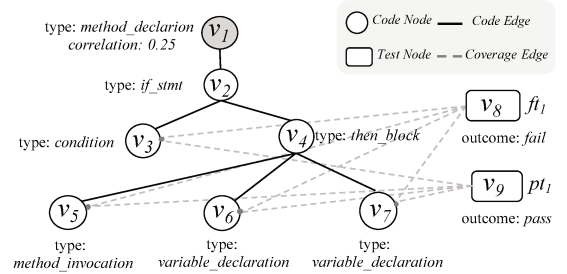 type: method_declarion
correlation: 0.25
v1
Code Node
Code Edge
Test Node
Coverage Edge
type: if_stmt
v2
v8
ft1
outcome: fail
type: condition
v3
v4
type: then_block
v9
pt1
outcome: pass
v5
v6
v7
type:
method_invocation
type:
variable_declaration
type:
variable_declaration